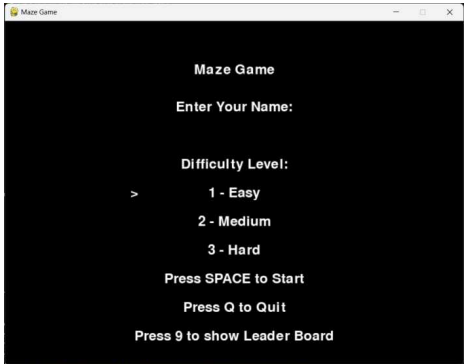 Maze Game
Maze Game
Enter Your Name:
Difficulty Level:
> 1 - Easy
2 - Medium
3 - Hard
Press SPACE to Start
Press Q to Quit
Press 9 to show Leader Board